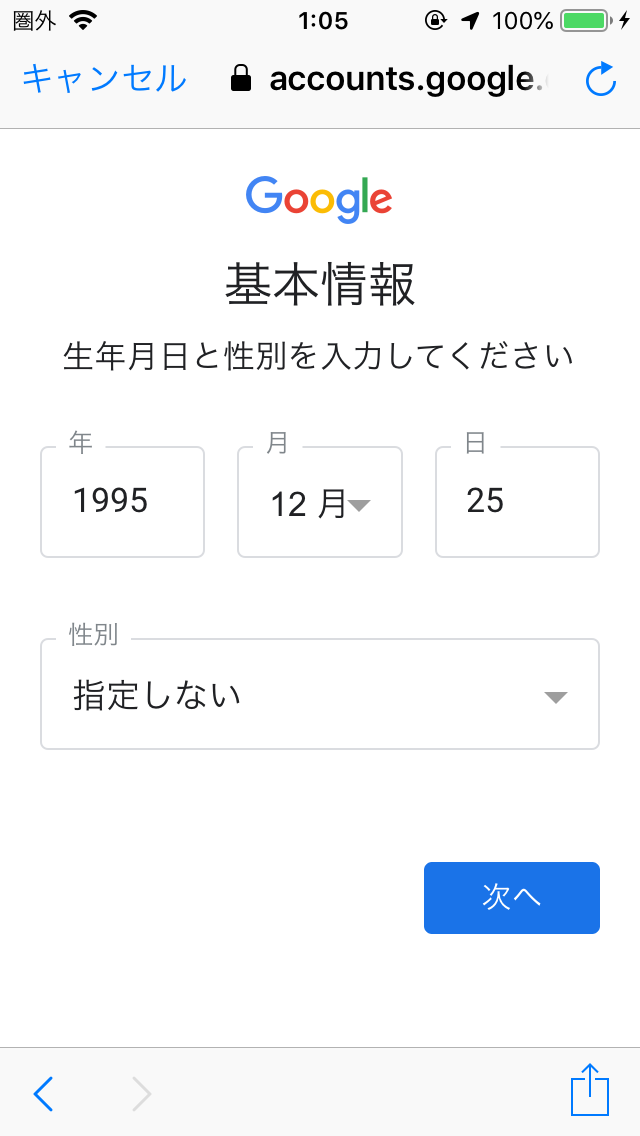 圏外 1:05 100%
キャンセル accounts.google.
Google
基本情報
生年月日と性別を入力してください
年 月 日
1995 12 月 25
性別
指定しない
次へ